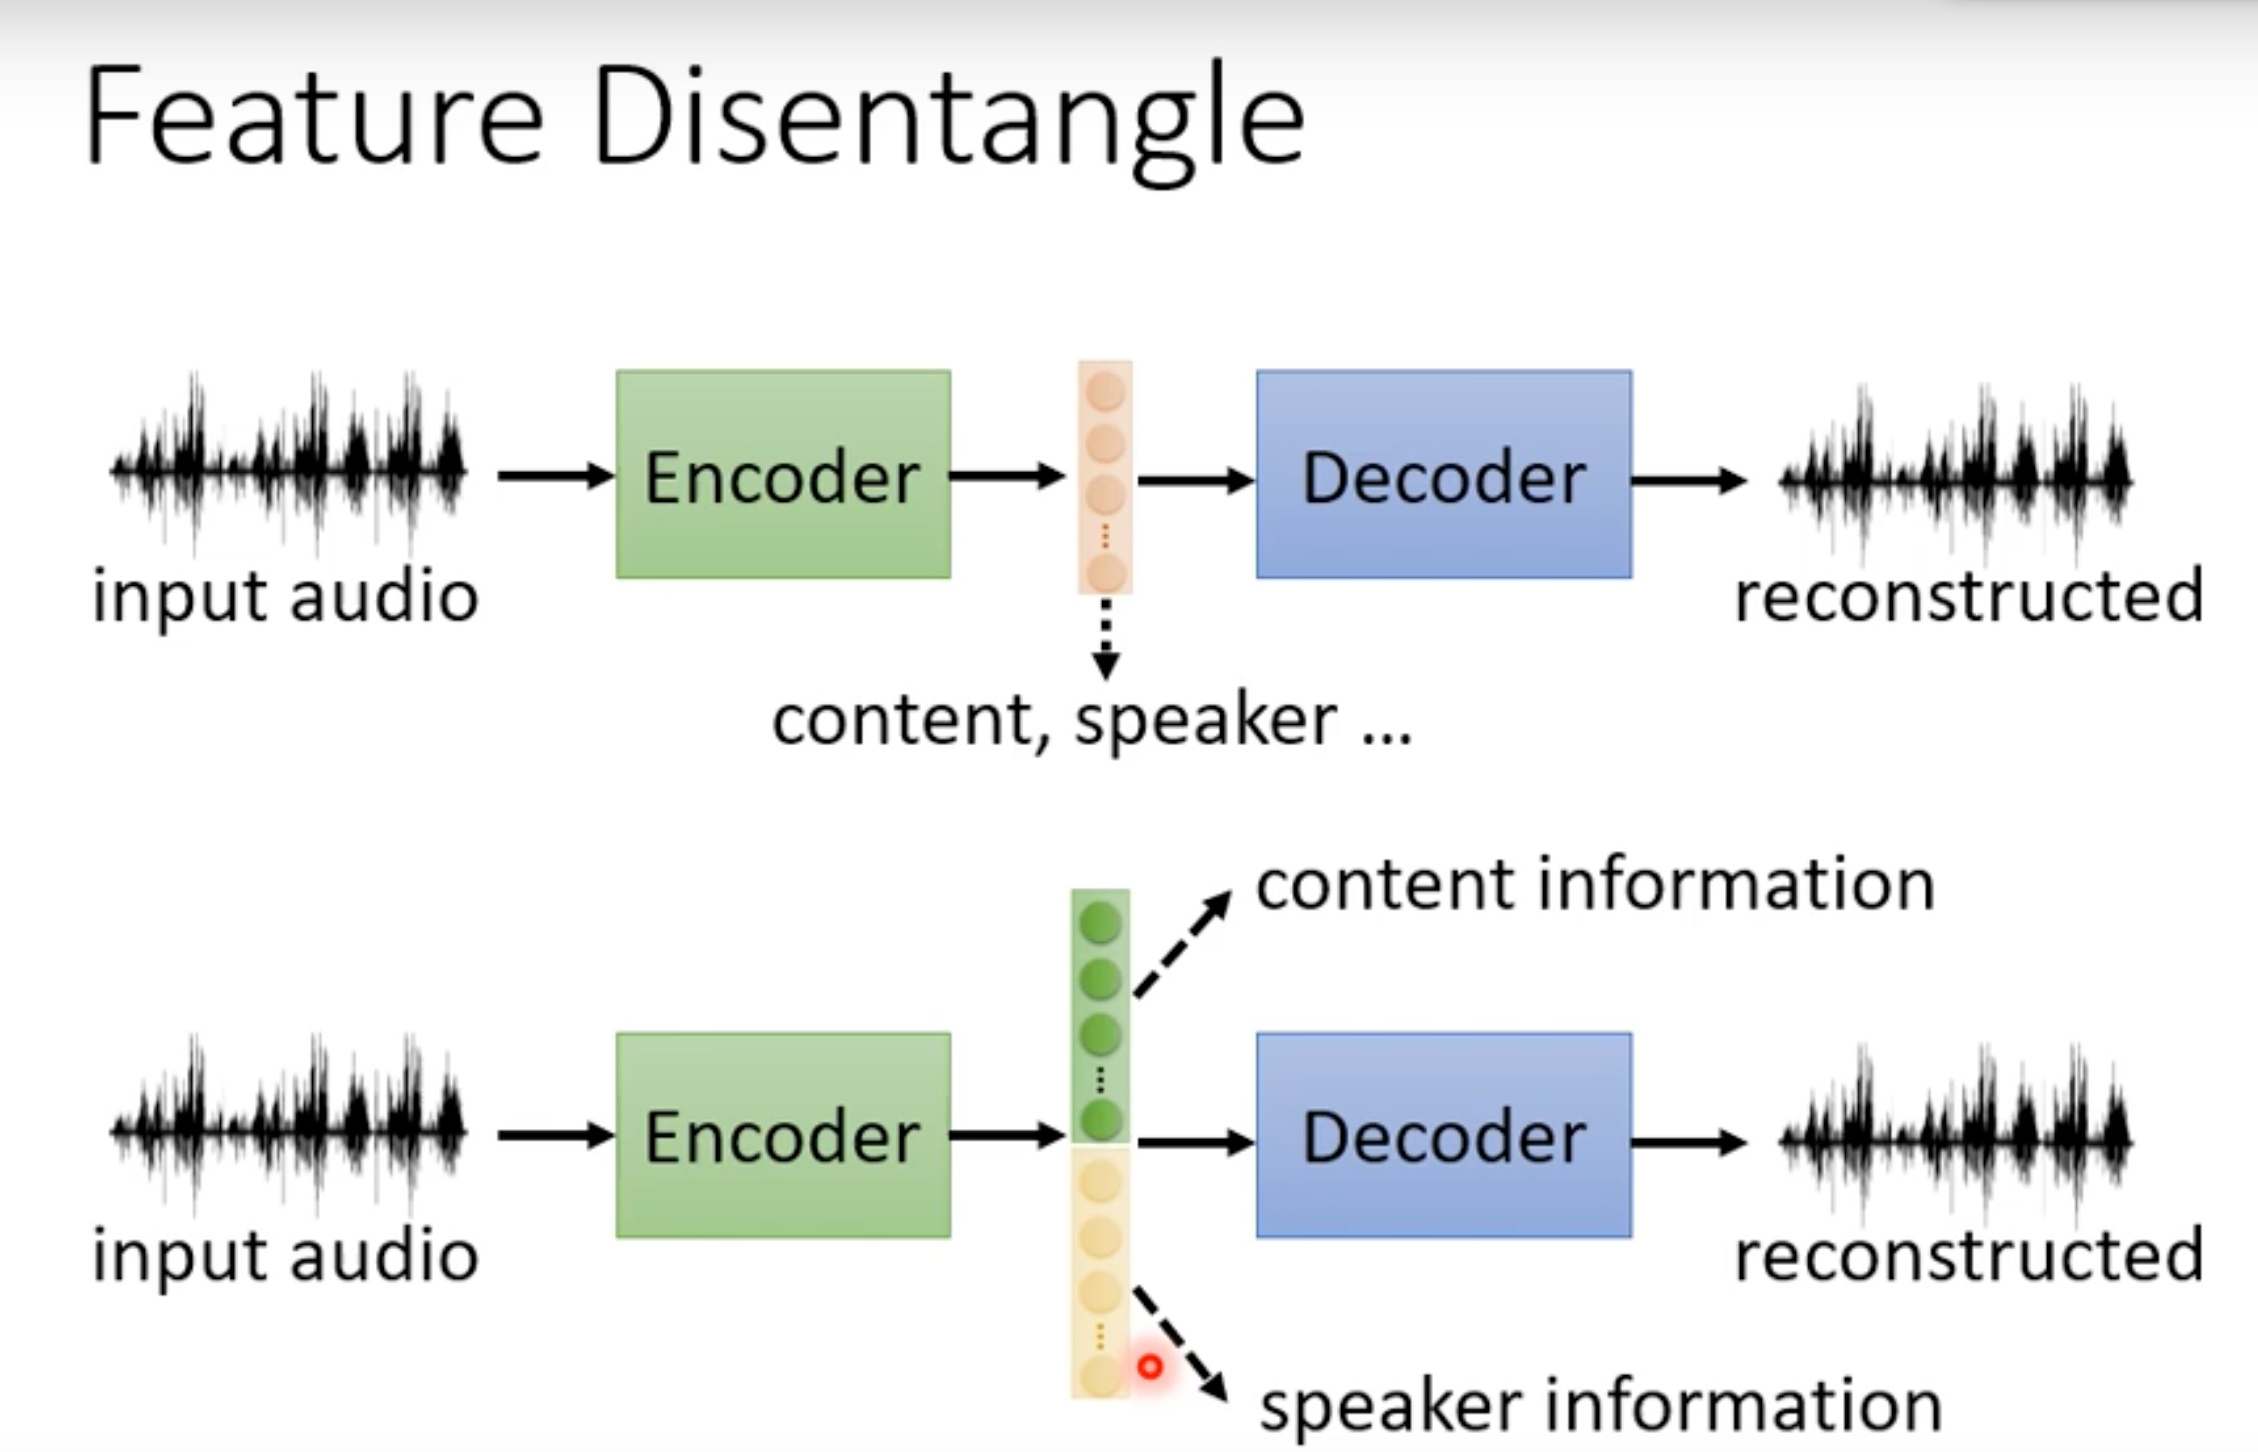 Feature Disentangle
Encoder
Decoder
input audio
reconstructed
content, speaker ...
content information
Encoder
Decoder
input audio
reconstructed
speaker information